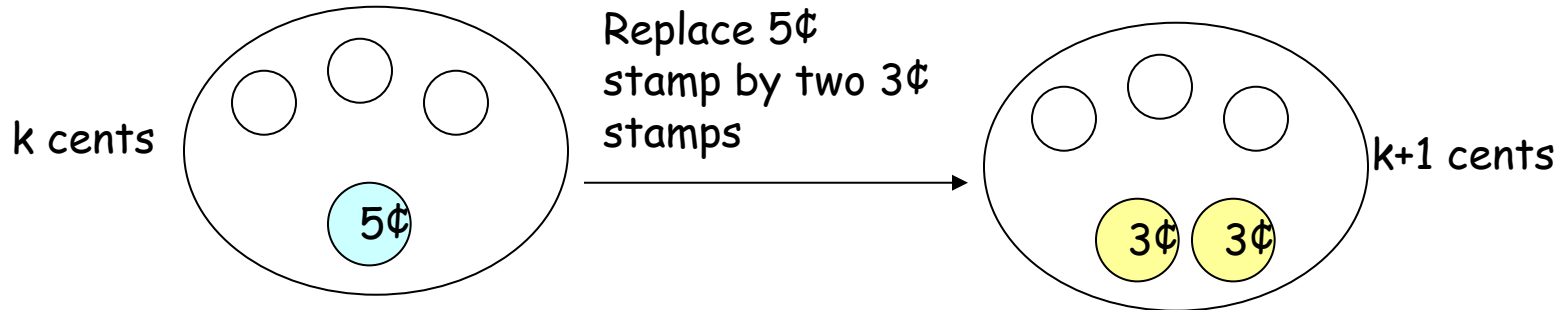 k cents
5¢
Replace 5¢
stamp by two 3¢
stamps
3¢ 3¢
k+1 cents